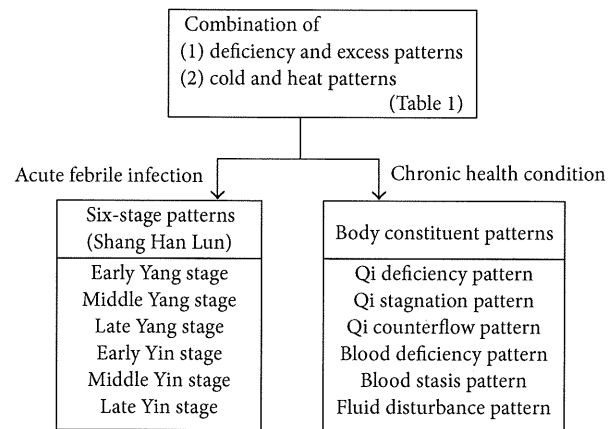 Combination of
(1) deficiency and excess patterns
(2) cold and heat patterns
(Table 1)
Acute febrile infection
Chronic health condition
Six-stage patterns
(Shang Han Lun)
Early Yang stage
Middle Yang stage
Late Yang stage
Early Yin stage
Middle Yin stage
Late Yin stage
Body constituent patterns
Qi deficiency pattern
Qi stagnation pattern
Qi counterflow pattern
Blood deficiency pattern
Blood stasis pattern
Fluid disturbance pattern